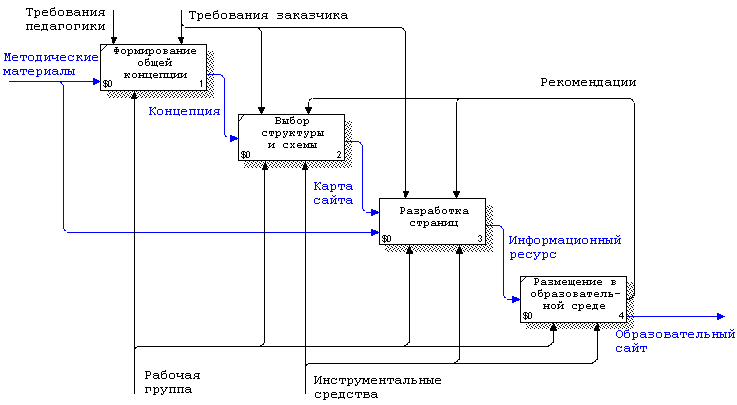 Требования
педагогики
Требования заказчика
Методические
материалы
Формирование
общей
концепции
$0
1
Концепция
Рекомендации
Выбор
структуры
и схемы
$0
2
Карта
сайта
Разработка
страниц
$0
3
Информационный
ресурс
Размещение в
образователь-
ной среде
$0
4
Образовательный
сайт
Рабочая
группа
Инструментальные
средства